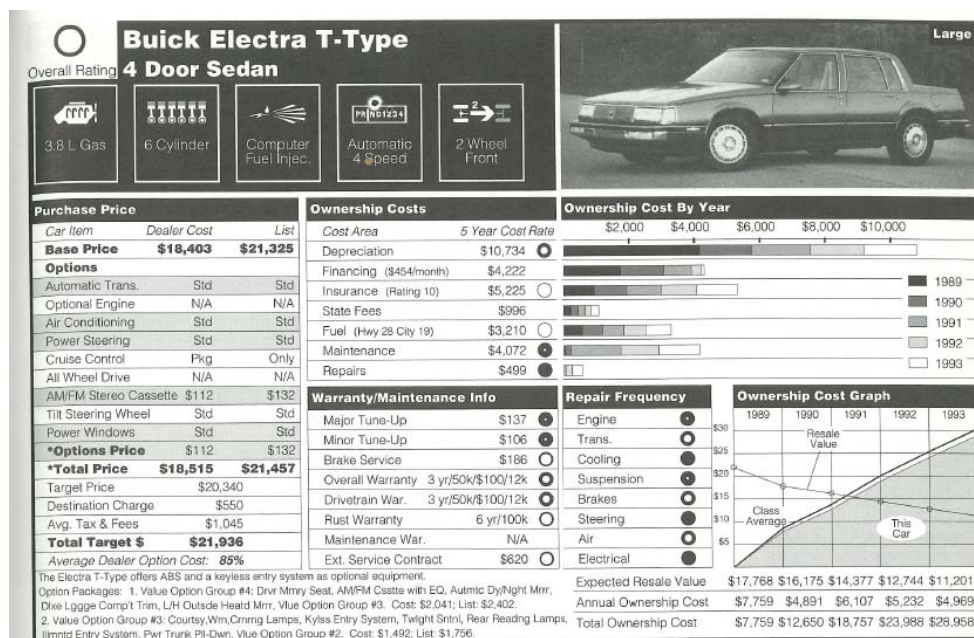 Buick Electra T-Type
Large
Overall Rating
4 Door Sedan
PRND1234
2
3.8 L Gas
6 Cylinder
Computer Fuel Injec.
Automatic 4 Speed
2 Wheel Front
Purchase Price
Car Item Dealer Cost List
Base Price $18,403 $21,325
Options
Automatic Trans. Std Std
Optional Engine N/A N/A
Air Conditioning Std Std
Power Steering Std Std
Cruise Control Pkg Only
All Wheel Drive N/A N/A
AM/FM Stereo Cassette $112 $132
Tilt Steering Wheel Std Std
Power Windows Std Std
*Options Price $112 $132
*Total Price $18,515 $21,457
Target Price $20,340
Destination Charge $550
Avg. Tax & Fees $1,045
Total Target $ $21,936
Average Dealer Option Cost: 85%
Ownership Costs
Cost Area 5 Year Cost Rate
Depreciation $10,734
Financing ($454/month) $4,222
Insurance (Rating 10) $5,225
State Fees $996
Fuel (Hwy 28 City 19) $3,210
Maintenance $4,072
Repairs $499
Ownership Cost By Year
$2,000 $4,000 $6,000 $8,000 $10,000
1989
1990
1991
1992
1993
Warranty/Maintenance Info
Major Tune-Up $137
Minor Tune-Up $106
Brake Service $186
Overall Warranty 3 yr/50k/$100/12k
Drivetrain War. 3 yr/50k/$100/12k
Rust Warranty 6 yr/100k
Maintenance War. N/A
Ext. Service Contract $620
Repair Frequency
Engine
Trans.
Cooling
Suspension
Brakes
Steering
Air
Electrical
Ownership Cost Graph
1989 1990 1991 1992 1993
$30
$25
$20
$15
$10
$5
Resale Value
Class Average
This Car
Expected Resale Value $17,768 $16,175 $14,377 $12,744 $11,201
Annual Ownership Cost $7,759 $4,891 $6,107 $5,232 $4,969
Total Ownership Cost $7,759 $12,650 $18,757 $23,988 $28,958
The Electra T-Type offers ABS and a keyless entry system as optional equipment.
Option Packages: 1. Value Option Group #4: Drvr Mmry Seat, AM/FM Csstte with EQ, Autmtc Dy/Nght Mrrr,
Dlxe Lggge Comp't Trim, L/H Outsde Heatd Mrrr, Vlue Option Group #3. Cost: $2,041; List: $2,402.
2. Value Option Group #3: Courtsy,Wrn,Crnrng Lamps, Kylss Entry System, Twlght Sntnl, Rear Readng Lamps,
Illmntd Entry System, Pwr Trunk Pll-Dwn, Vlue Option Group #2. Cost: $1,492; List: $1,756.